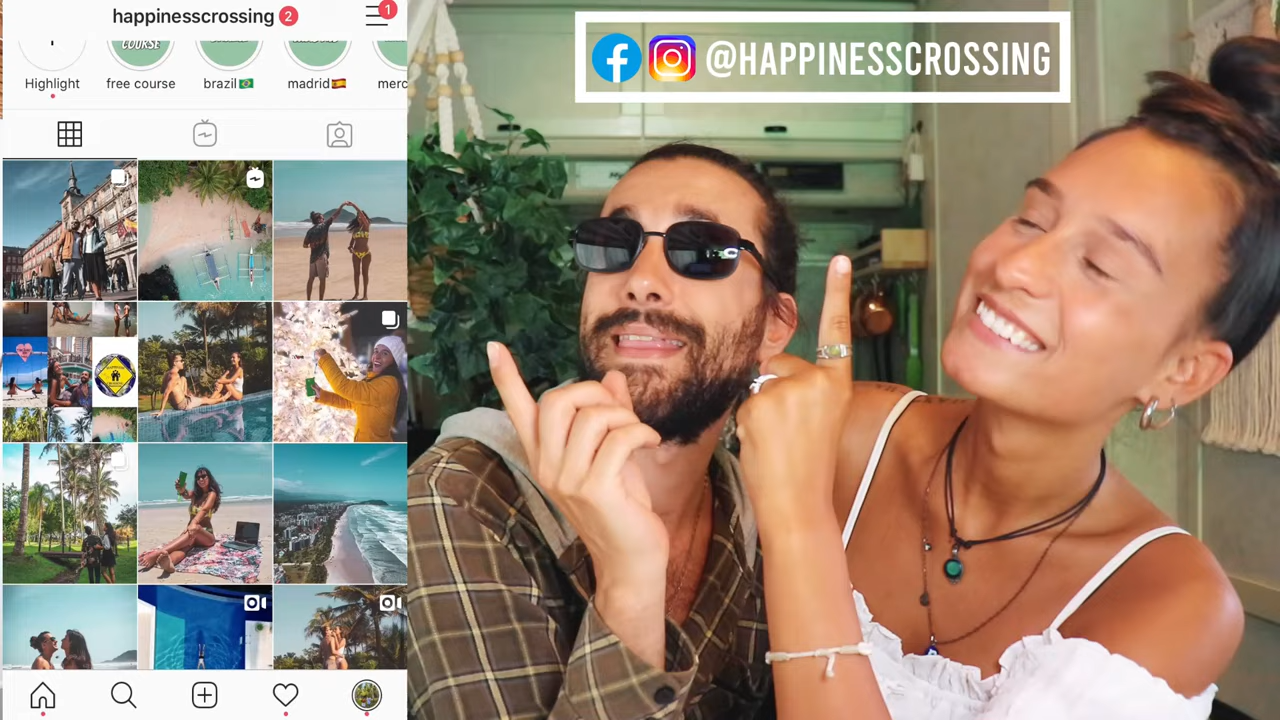 happinesscrossing 2
1
COURSE
Highlight
free course
brazil🇧🇷
madrid🇪🇸
merc
@HAPPINESSCROSSING